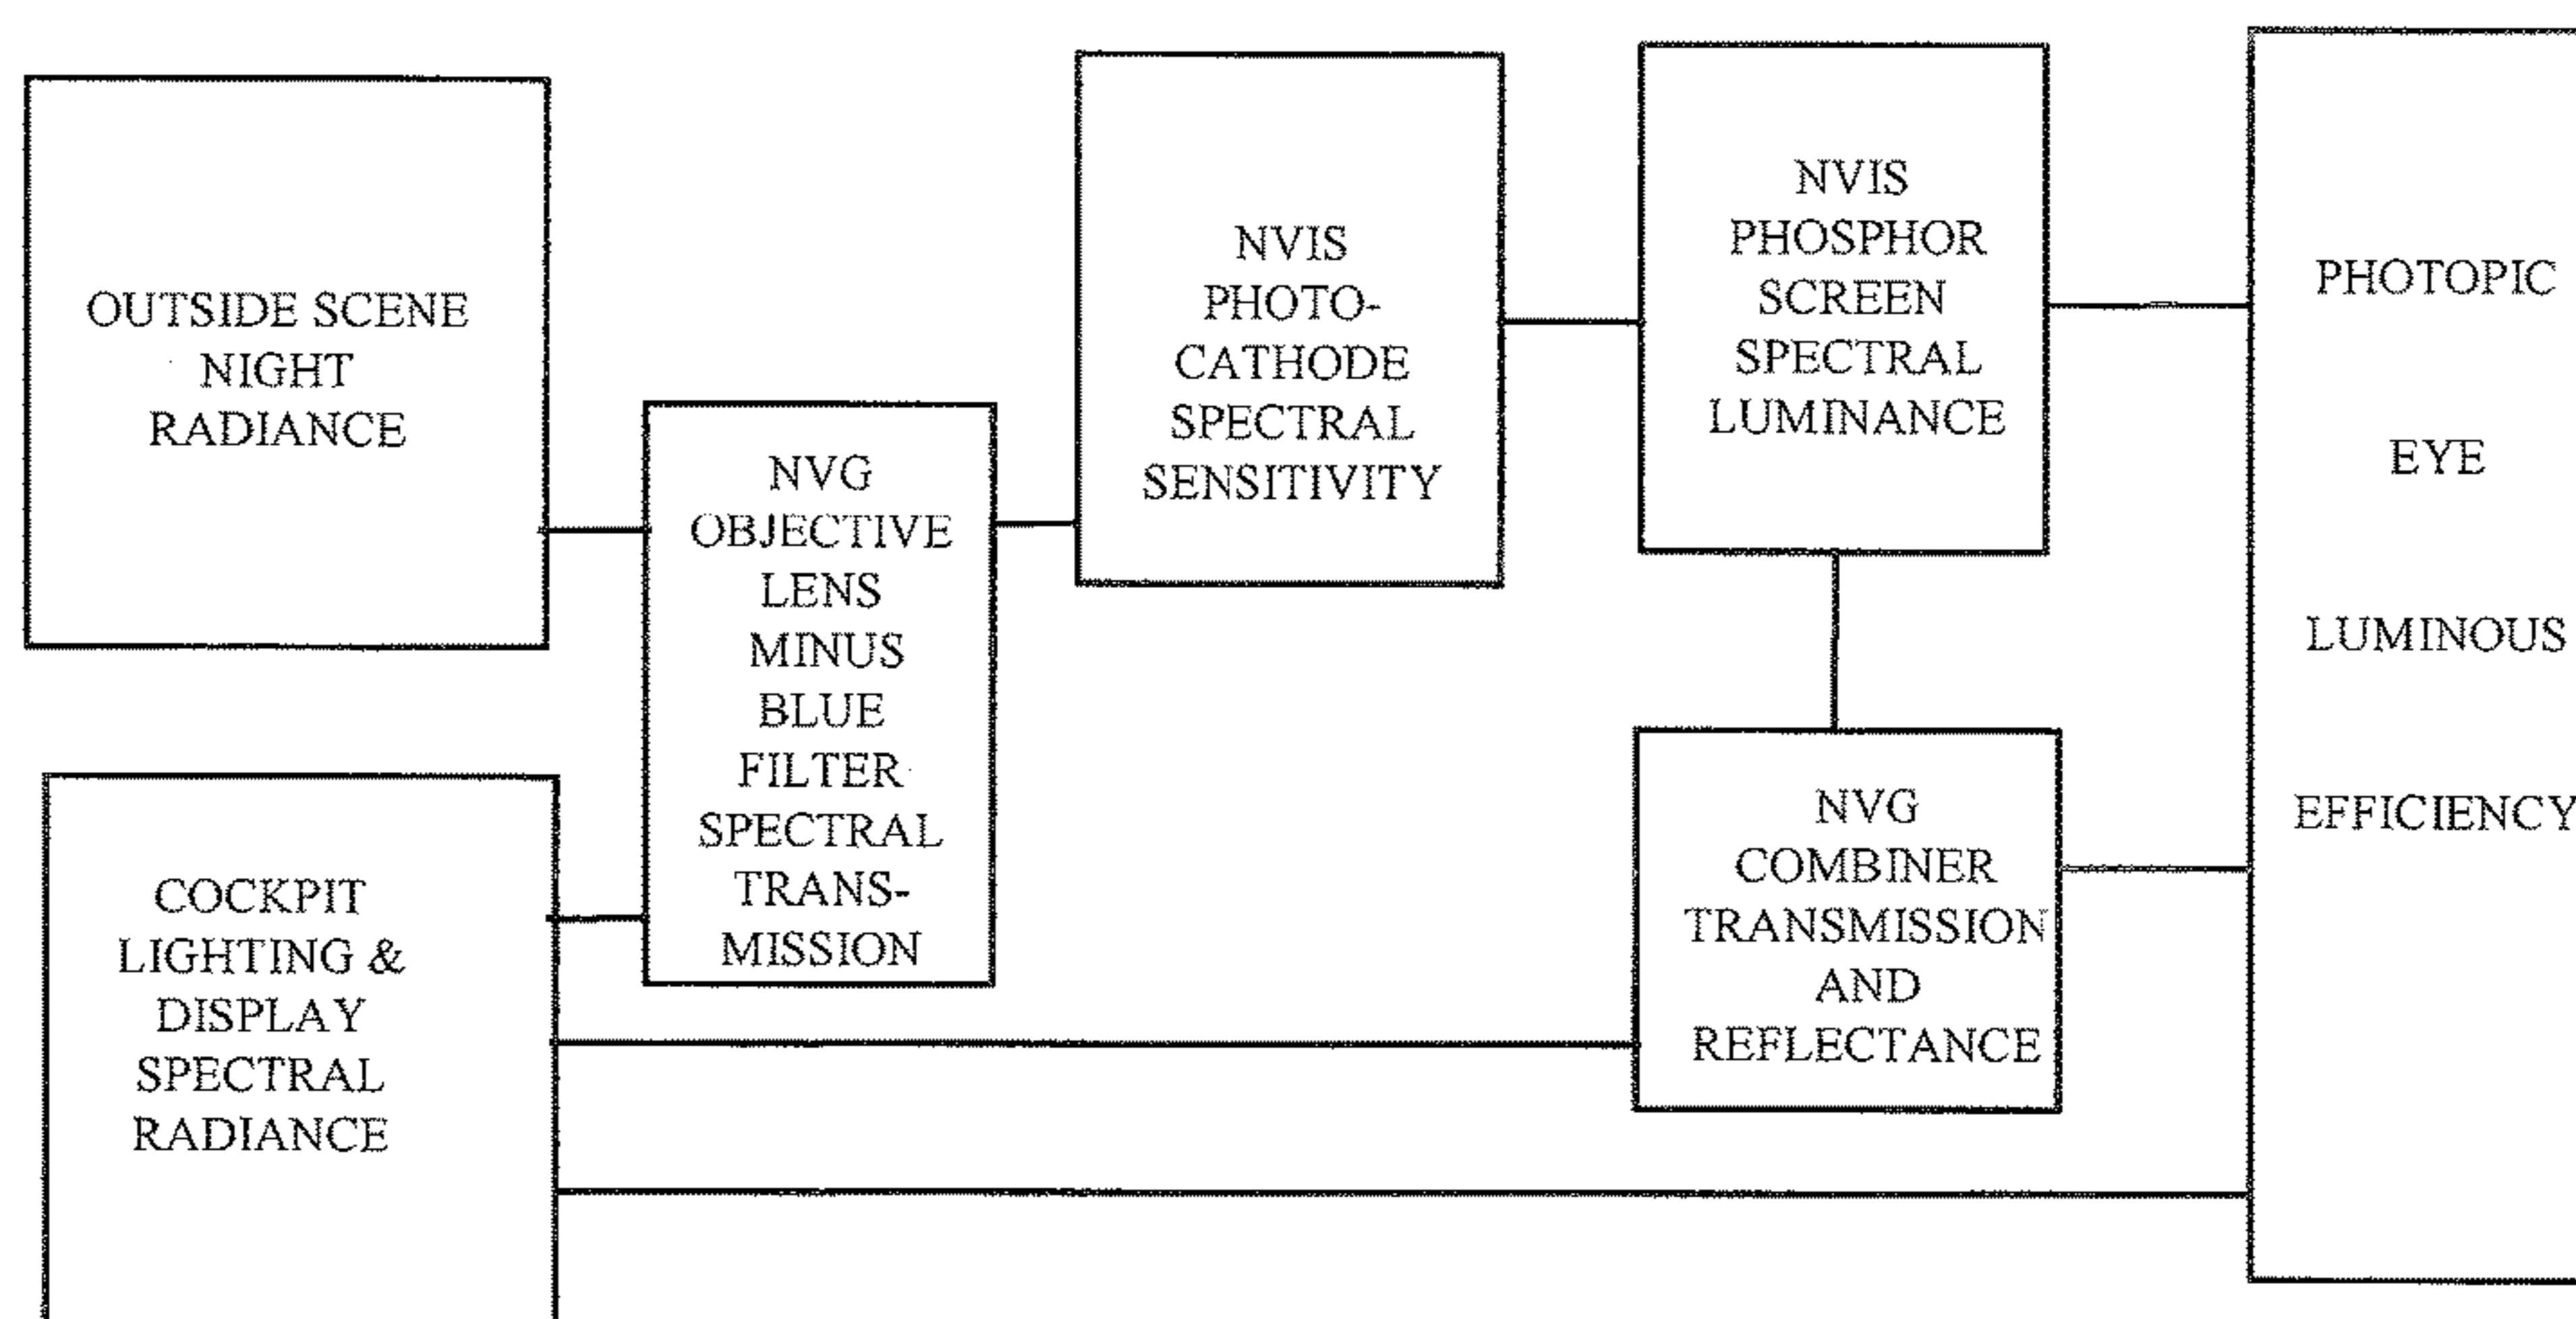 OUTSIDE SCENE
NIGHT
RADIANCE
COCKPIT
LIGHTING &
DISPLAY
SPECTRAL
RADIANCE
NVG
OBJECTIVE
LENS
MINUS
BLUE
FILTER
SPECTRAL
TRANS-
MISSION
NVIS
PHOTO-
CATHODE
SPECTRAL
SENSITIVITY
NVIS
PHOSPHOR
SCREEN
SPECTRAL
LUMINANCE
NVG
COMBINER
TRANSMISSION
AND
REFLECTANCE
PHOTOPIC
EYE
LUMINOUS
EFFICIENCY